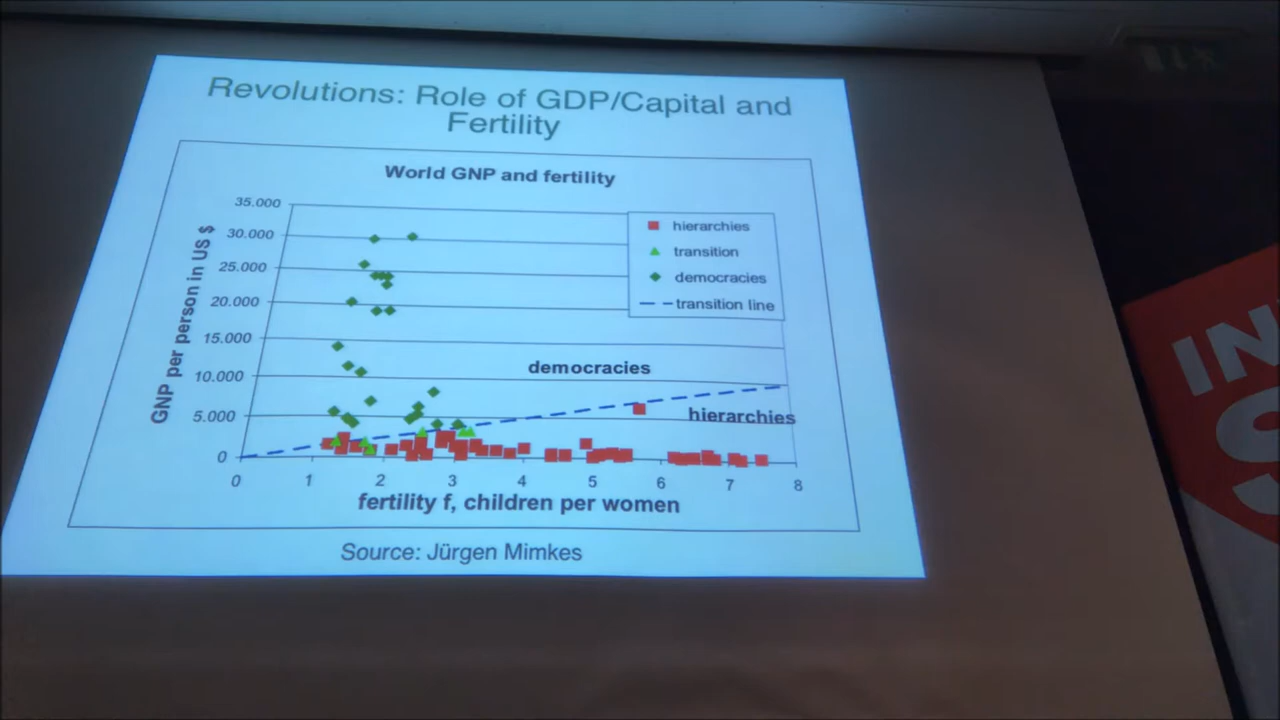 Revolutions: Role of GDP/Capital and
Fertility
World GNP and fertility
GNP per person in US $
35.000
30.000
25.000
20.000
15.000
10.000
5.000
0
hierarchies
transition
democracies
transition line
democracies
hierarchies
0 1 2 3 4 5 6 7 8
fertility f, children per women
Source: Jürgen Mimkes
IN